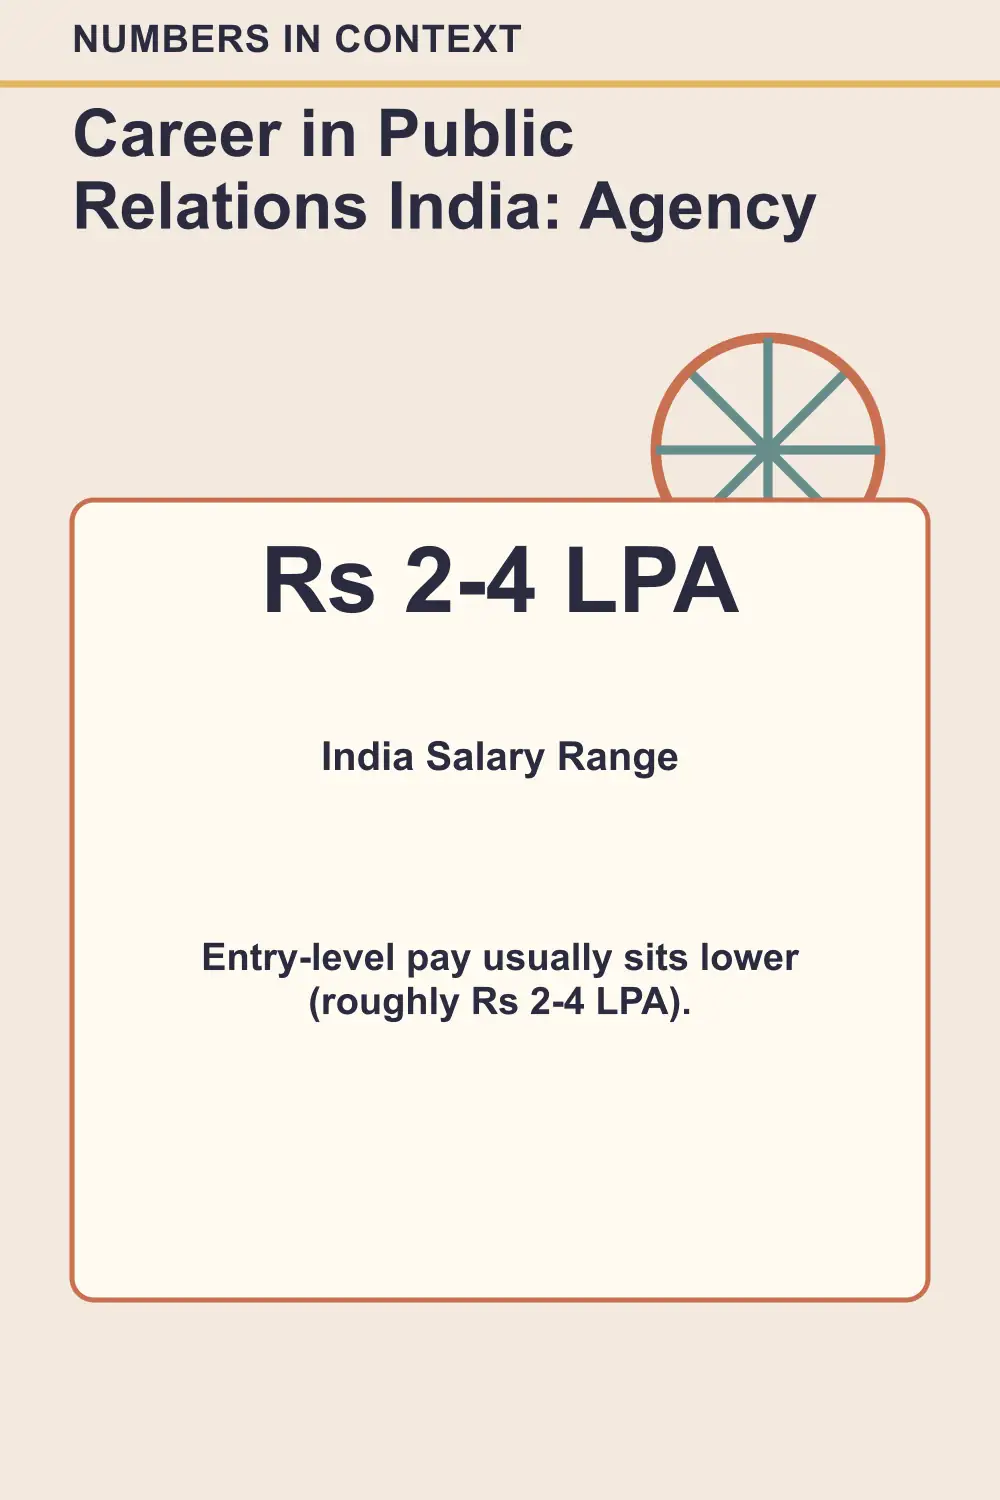 NUMBERS IN CONTEXT
Career in Public
Relations India: Agency
Rs 2-4 LPA
India Salary Range
Entry-level pay usually sits lower
(roughly Rs 2-4 LPA).